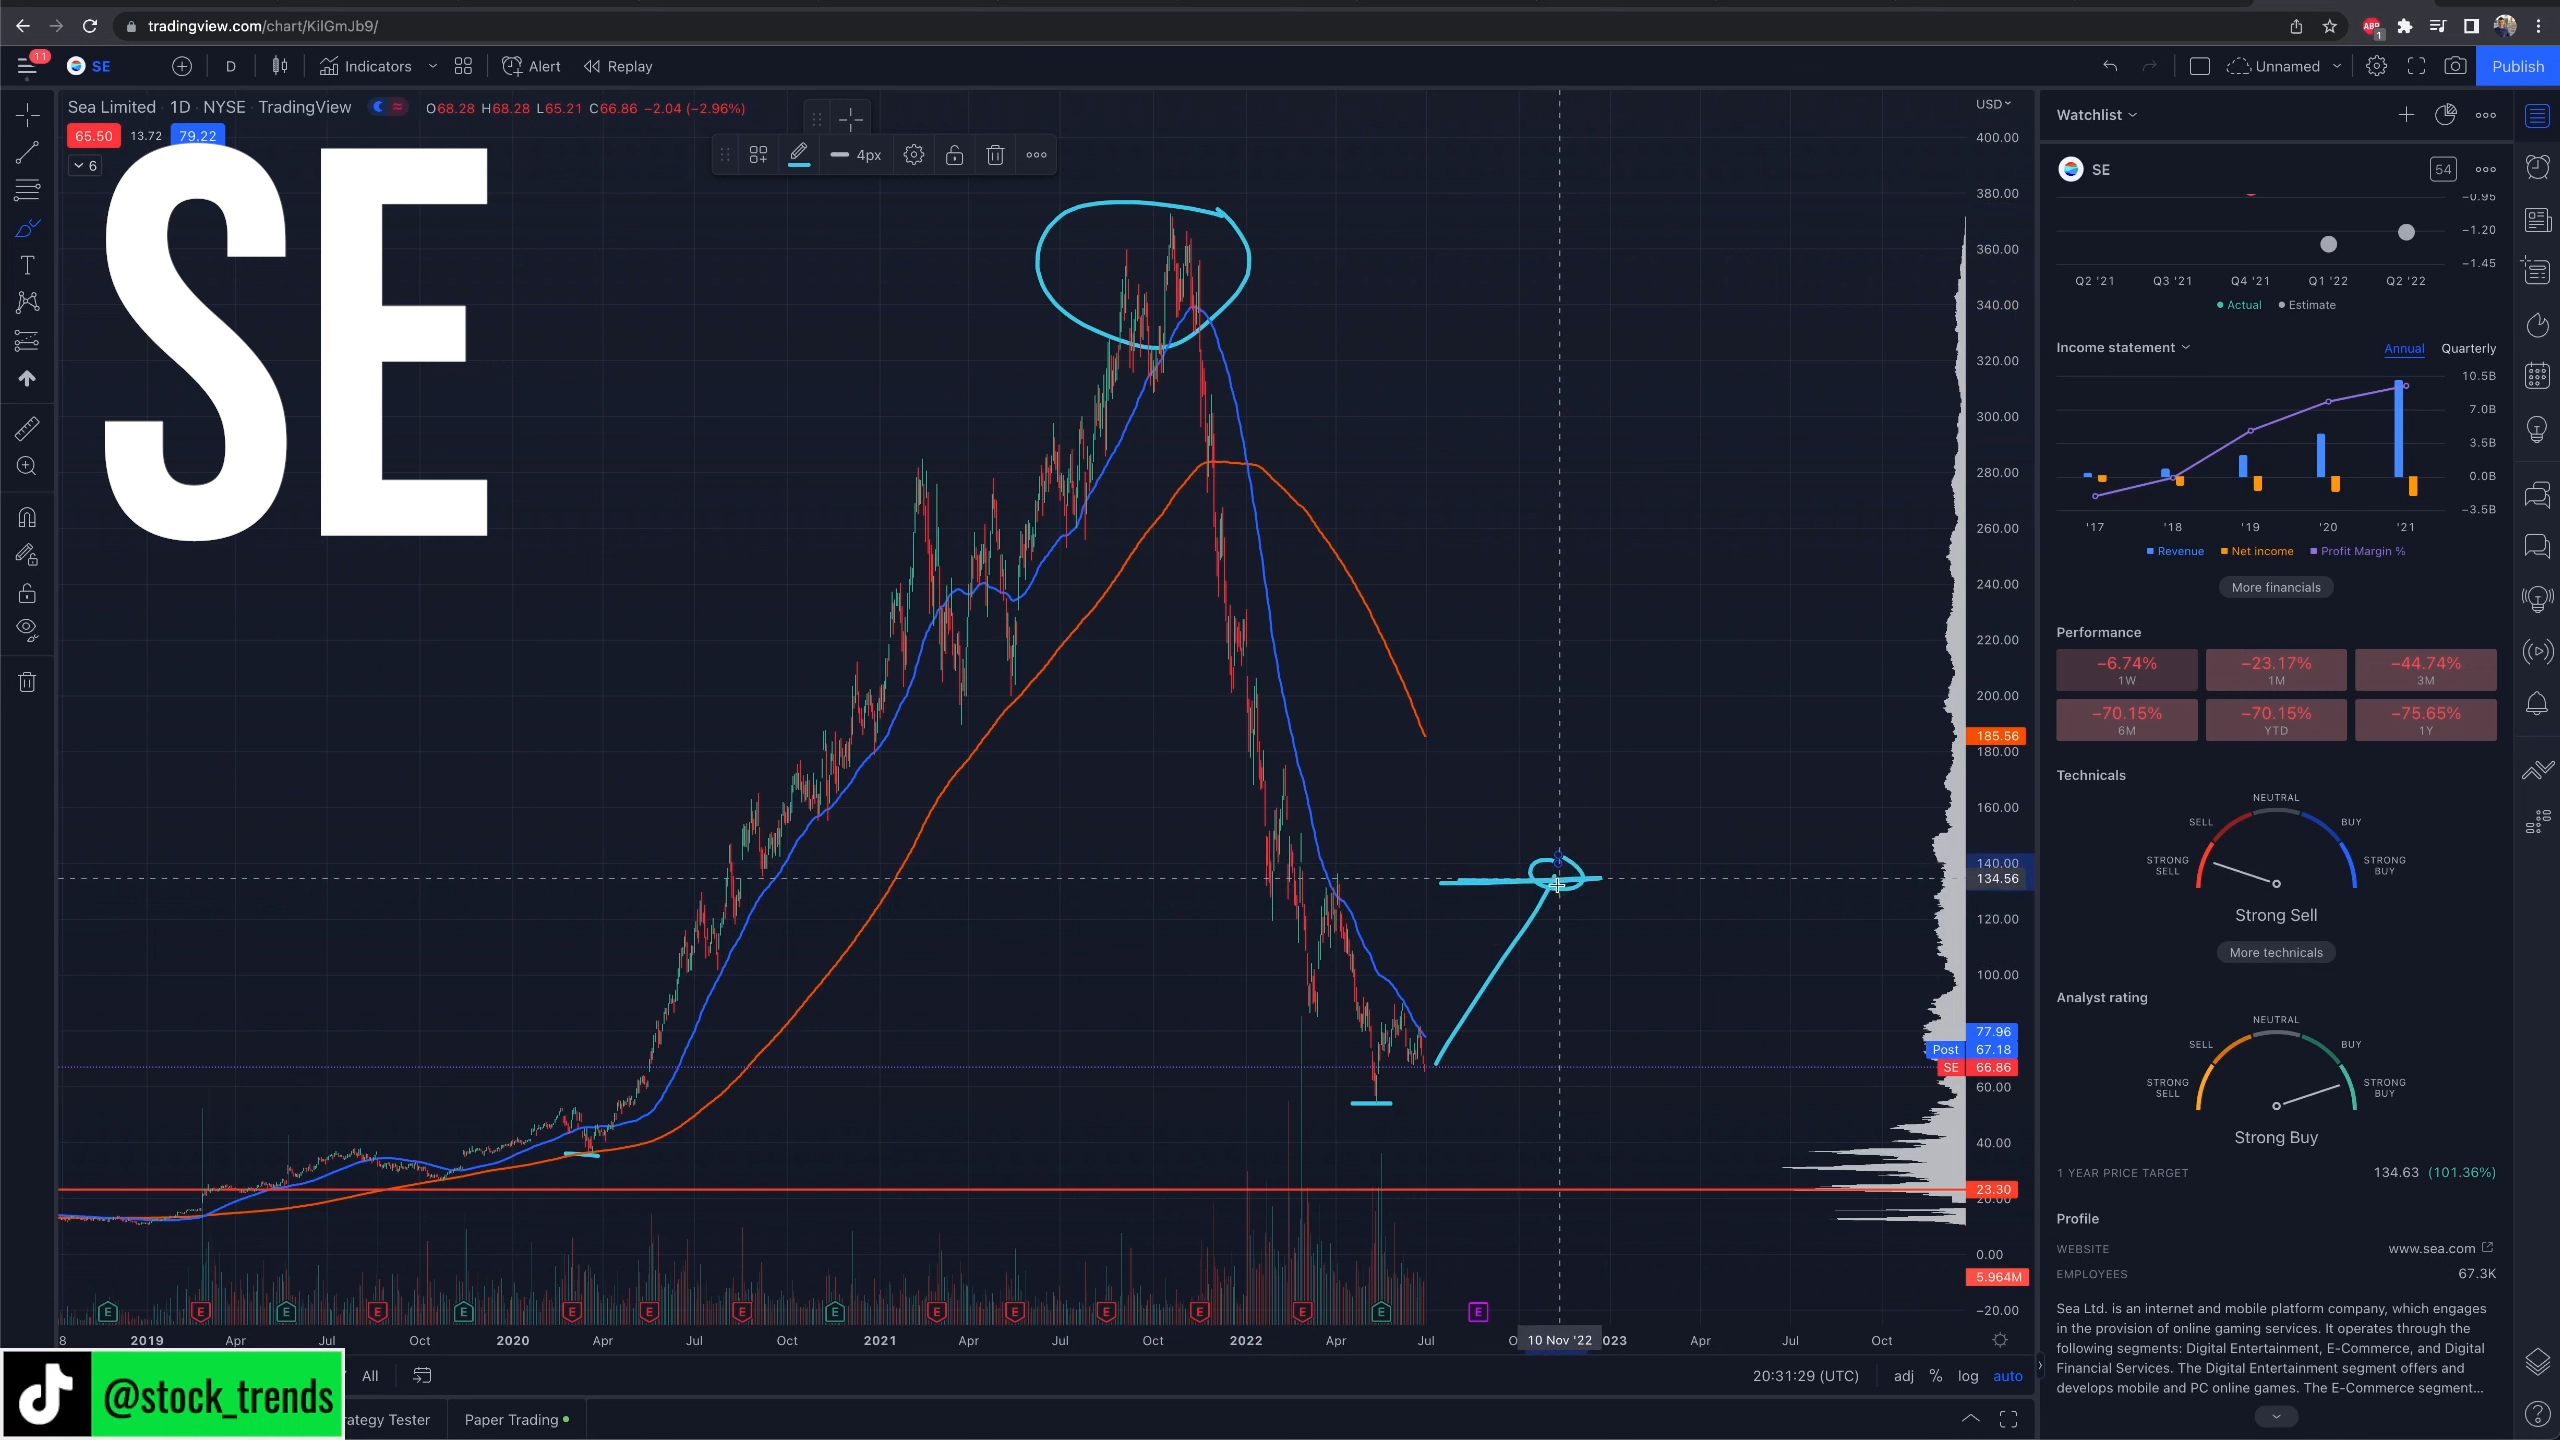 tradingview.com/chart/KilGmJb9/
ABP
1
11
SE
D
Indicators
Alert
Replay
Unnamed
Publish
Sea Limited · 1D · NYSE · TradingView
O68.28 H68.28 L65.21 C66.86 −2.04 (−2.96%)
65.50
13.72
79.22
6
SE
4px
USD
400.00
380.00
360.00
340.00
320.00
300.00
280.00
260.00
240.00
220.00
200.00
185.56
180.00
160.00
140.00
134.56
120.00
100.00
77.96
Post 67.18
SE 66.86
60.00
40.00
23.30
20.00
0.00
5.964M
−20.00
E E E E E E E E E E E E E E E E
8 2019 Apr Jul Oct 2020 Apr Jul Oct 2021 Apr Jul Oct 2022 Apr Jul O 10 Nov '22 023 Apr Jul Oct
All
20:31:29 (UTC)
adj
%
log
auto
@stock_trends
rategy Tester
Paper Trading
Watchlist
SE
54
−0.95
−1.20
−1.45
Q2 '21 Q3 '21 Q4 '21 Q1 '22 Q2 '22
Actual Estimate
Income statement
Annual
Quarterly
10.5B
7.0B
3.5B
0.0B
−3.5B
'17 '18 '19 '20 '21
Revenue Net income Profit Margin %
More financials
Performance
−6.74% −23.17% −44.74%
1W 1M 3M
−70.15% −70.15% −75.65%
6M YTD 1Y
Technicals
NEUTRAL
SELL BUY
STRONG SELL STRONG BUY
Strong Sell
More technicals
Analyst rating
NEUTRAL
SELL BUY
STRONG SELL STRONG BUY
Strong Buy
1 YEAR PRICE TARGET 134.63 (101.36%)
Profile
WEBSITE www.sea.com
EMPLOYEES 67.3K
Sea Ltd. is an internet and mobile platform company, which engages
in the provision of online gaming services. It operates through the
following segments: Digital Entertainment, E-Commerce, and Digital
Financial Services. The Digital Entertainment segment offers and
develops mobile and PC online games. The E-Commerce segment...